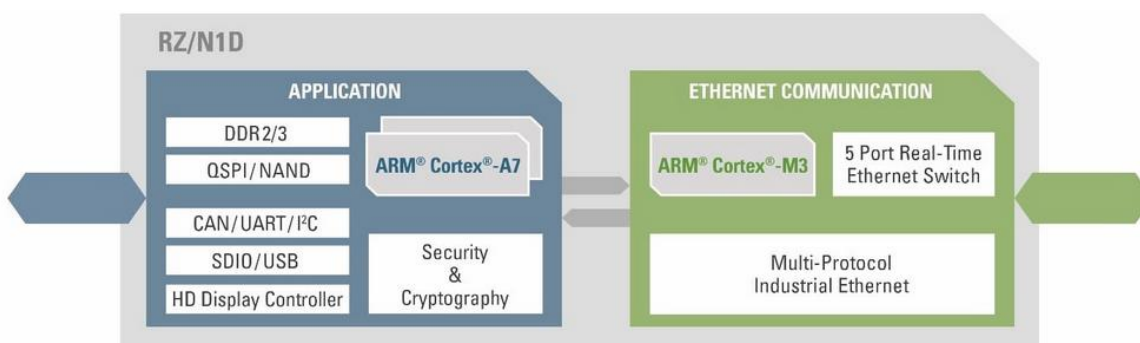 RZ/N1D
APPLICATION
DDR2/3
QSPI/NAND
CAN/UART/I²C
SDIO/USB
HD Display Controller
ARM® Cortex®-A7
Security
&
Cryptography
ETHERNET COMMUNICATION
ARM® Cortex®-M3
5 Port Real-Time
Ethernet Switch
Multi-Protocol
Industrial Ethernet